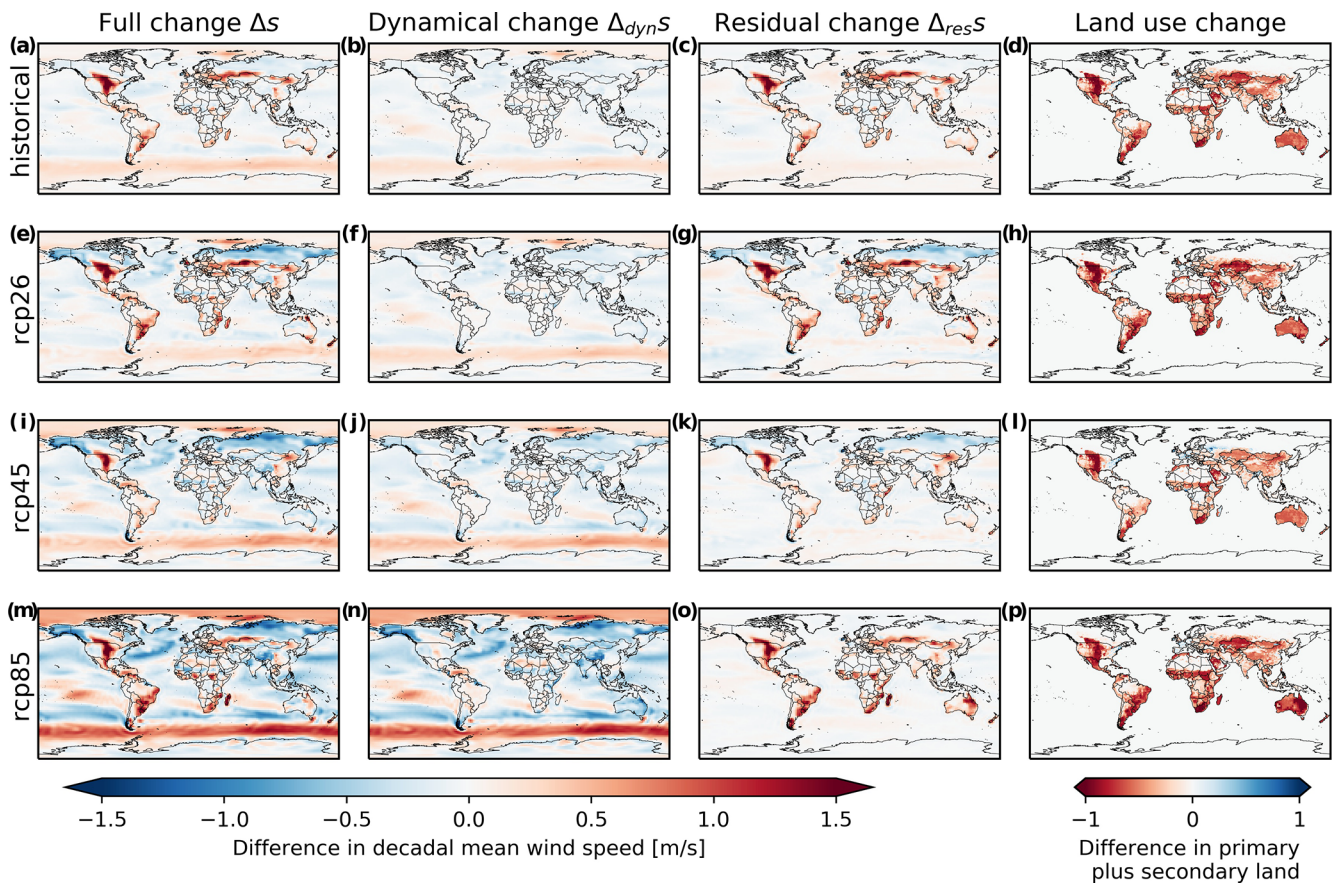 Full change Δs
Dynamical change Δ_dyn s
Residual change Δ_res s
Land use change
(a)
(b)
(c)
(d)
historical
(e)
(f)
(g)
(h)
rcp26
(i)
(j)
(k)
(l)
rcp45
(m)
(n)
(o)
(p)
rcp85
−1.5 −1.0 −0.5 0.0 0.5 1.0 1.5
Difference in decadal mean wind speed [m/s]
−1 0 1
Difference in primary
plus secondary land